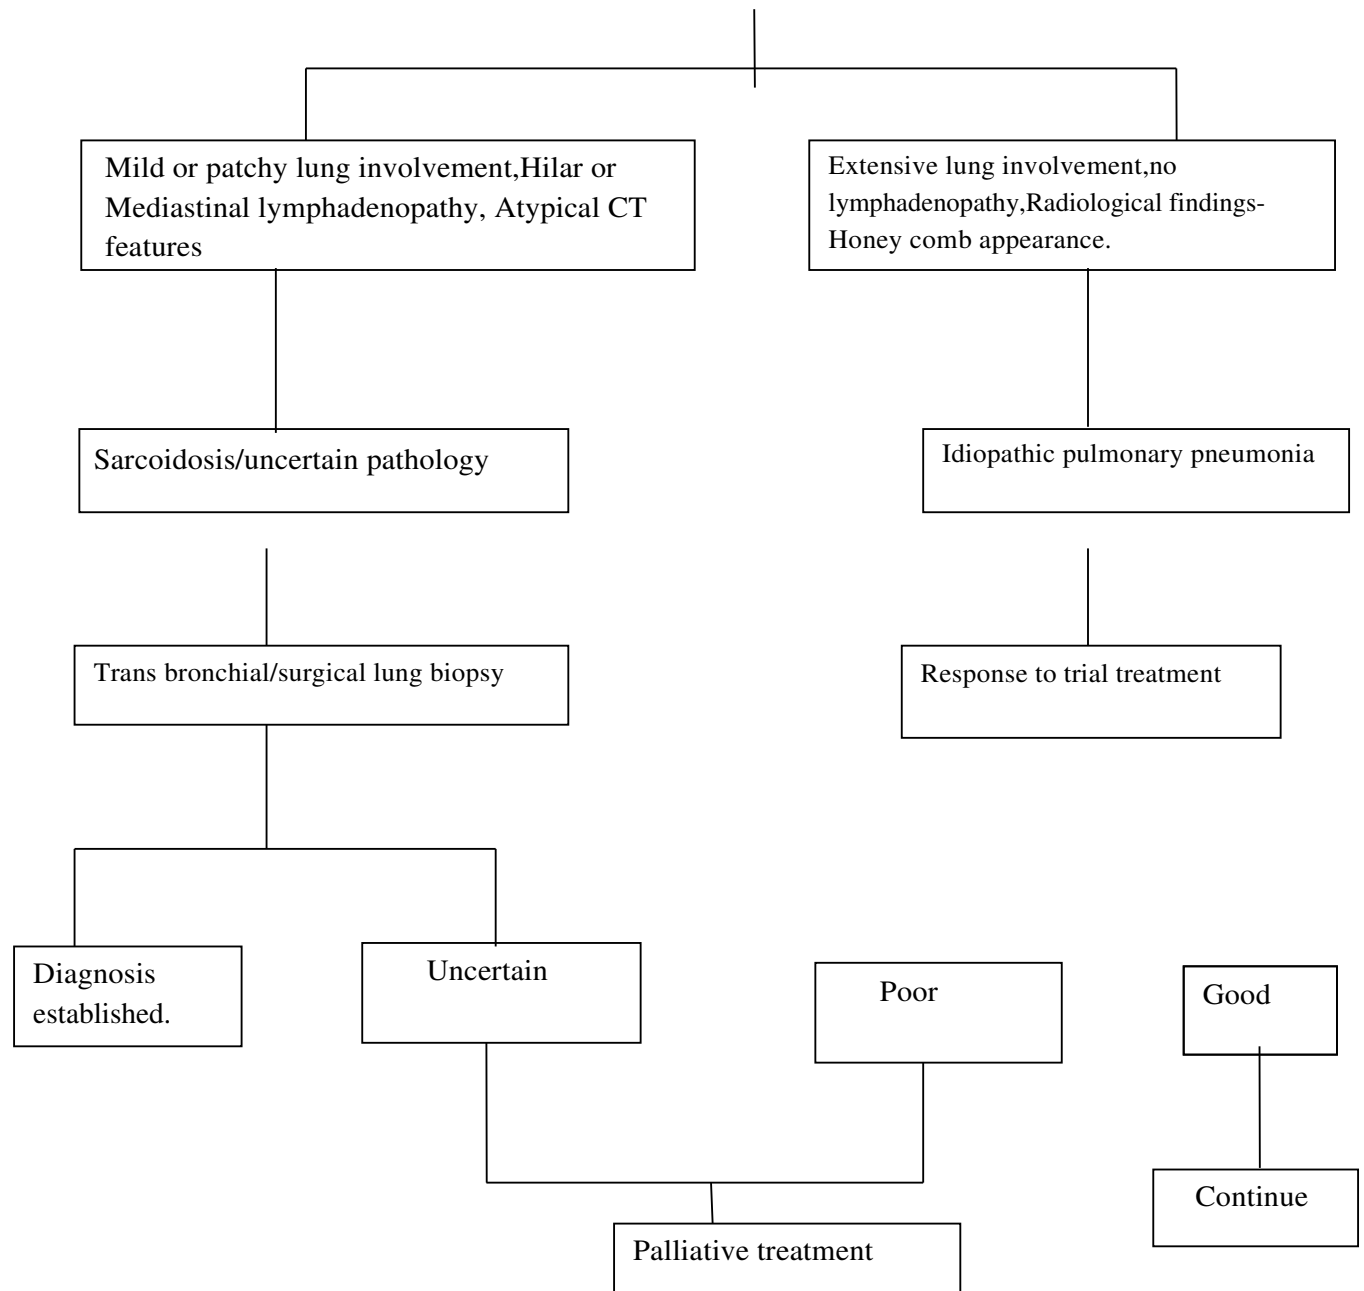 Mild or patchy lung involvement,Hilar or
Mediastinal lymphadenopathy, Atypical CT
features
Extensive lung involvement,no
lymphadenopathy,Radiological findings-
Honey comb appearance.
Sarcoidosis/uncertain pathology
Idiopathic pulmonary pneumonia
Trans bronchial/surgical lung biopsy
Response to trial treatment
Diagnosis
established.
Uncertain
Poor
Good
Continue
Palliative treatment